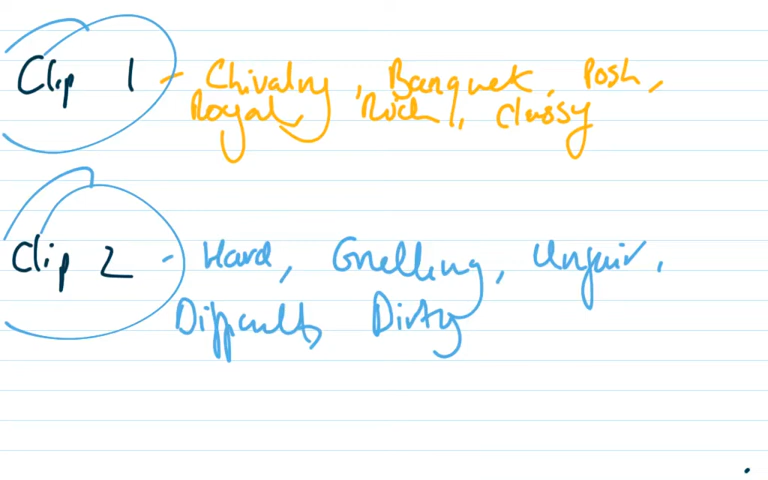 Clip 1 - Chivalry, Banquet, Posh,
Royal, Rich, Classy
Clip 2 - Hard, Gruelling, Unfair,
Difficult, Dirty